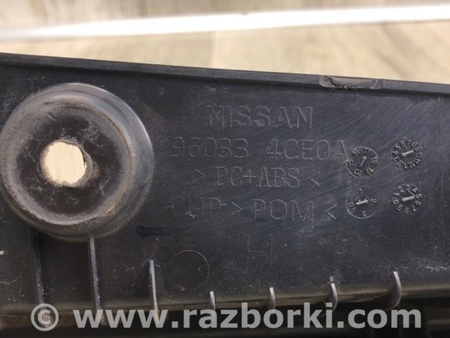 NISSAN
96033 4CE0A
>PC+ABS<
CLIP>POM<
www.razborki.com